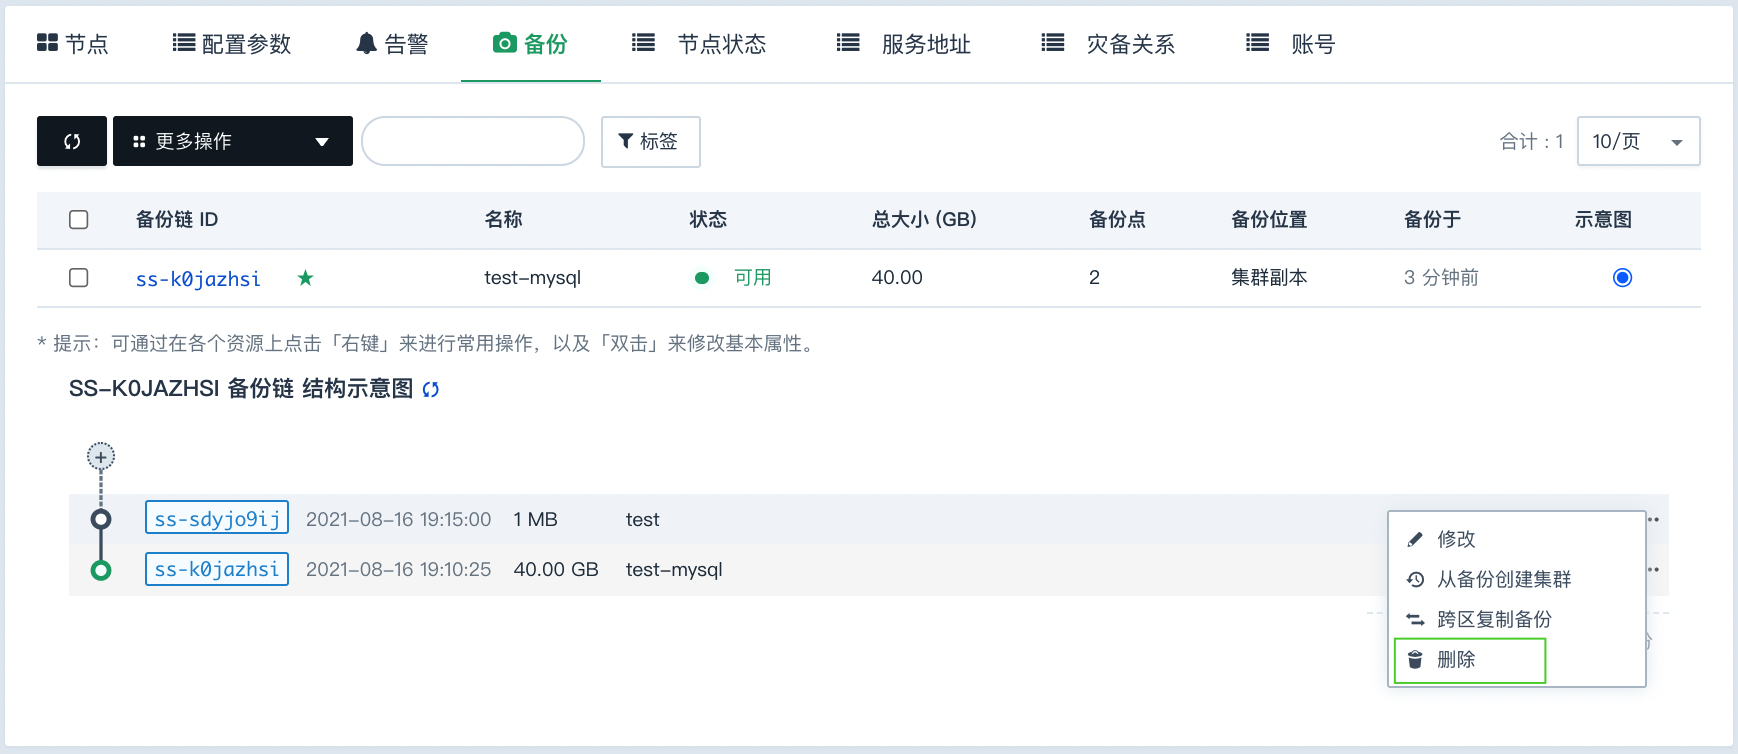 节点 配置参数 告警 备份 节点状态 服务地址 灾备关系 账号
更多操作 标签 合计 : 1 10/页
备份链 ID 名称 状态 总大小 (GB) 备份点 备份位置 备份于 示意图
ss-k0jazhsi test-mysql 可用 40.00 2 集群副本 3 分钟前
* 提示：可通过在各个资源上点击「右键」来进行常用操作，以及「双击」来修改基本属性。
SS-K0JAZHSI 备份链 结构示意图
ss-sdyjo9ij 2021-08-16 19:15:00 1 MB test
ss-k0jazhsi 2021-08-16 19:10:25 40.00 GB test-mysql
修改
从备份创建集群
跨区复制备份
删除